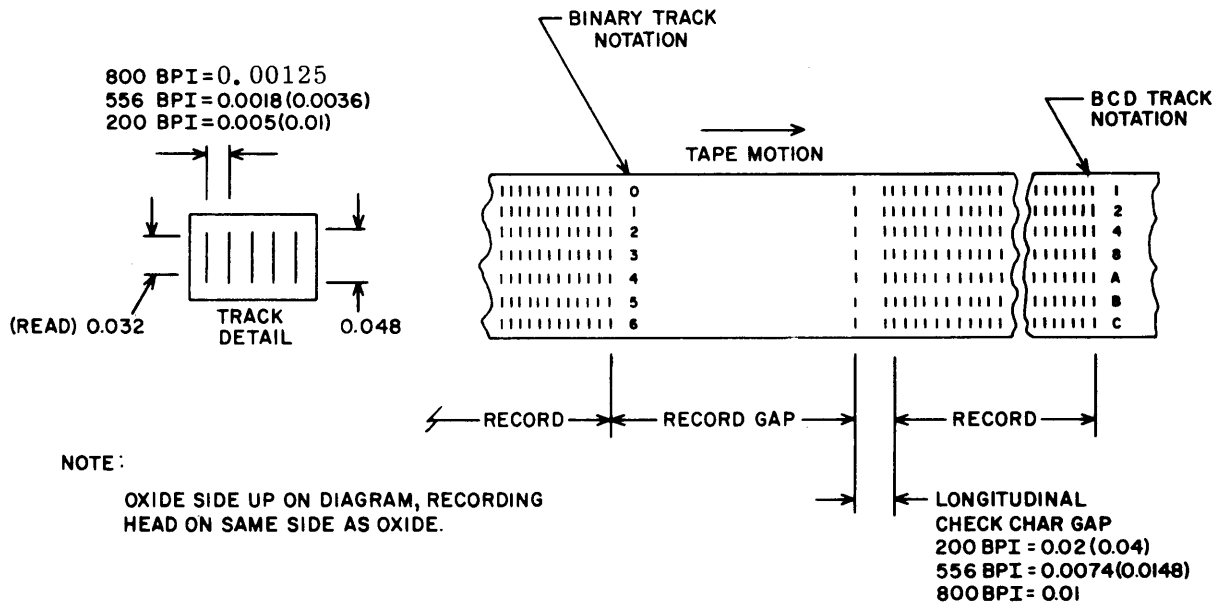 BINARY TRACK
NOTATION
800 BPI = 0.00125
556 BPI = 0.0018(0.0036)
200 BPI = 0.005(0.01)
BCD TRACK
NOTATION
TAPE MOTION
0
1
2
3
4
5
6
1
2
4
8
A
B
C
(READ) 0.032
TRACK
DETAIL
0.048
RECORD
RECORD GAP
RECORD
NOTE:
OXIDE SIDE UP ON DIAGRAM, RECORDING
HEAD ON SAME SIDE AS OXIDE.
LONGITUDINAL
CHECK CHAR GAP
200 BPI = 0.02(0.04)
556 BPI = 0.0074(0.0148)
800 BPI = 0.01